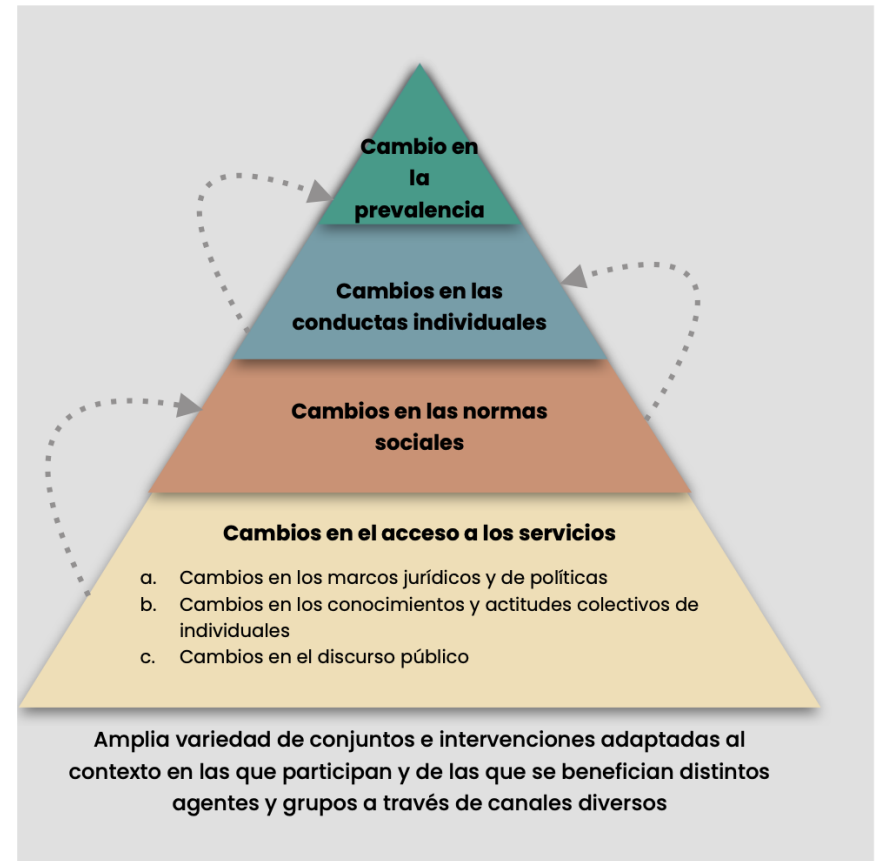 Cambio en
la
prevalencia
Cambios en las
conductas individuales
Cambios en las normas
sociales
Cambios en el acceso a los servicios
a. Cambios en los marcos jurídicos y de políticas
b. Cambios en los conocimientos y actitudes colectivos de
individuales
c. Cambios en el discurso público
Amplia variedad de conjuntos e intervenciones adaptadas al
contexto en las que participan y de las que se benefician distintos
agentes y grupos a través de canales diversos